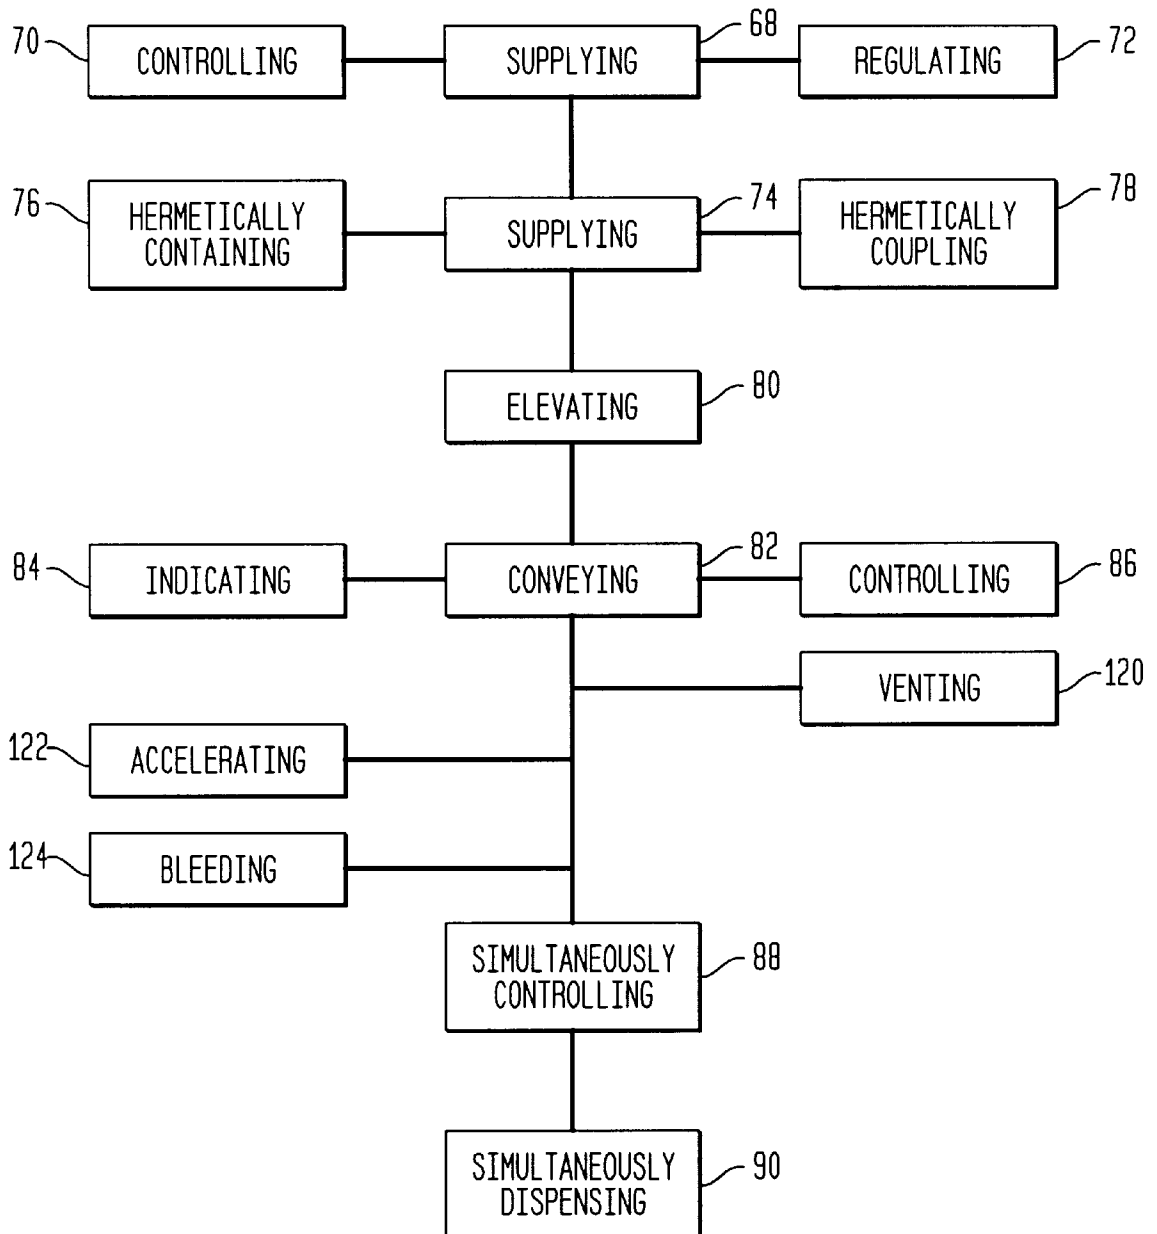 70
CONTROLLING
68
SUPPLYING
72
REGULATING
76
HERMETICALLY
CONTAINING
74
SUPPLYING
78
HERMETICALLY
COUPLING
80
ELEVATING
84
INDICATING
82
CONVEYING
86
CONTROLLING
120
VENTING
122
ACCELERATING
124
BLEEDING
88
SIMULTANEOUSLY
CONTROLLING
90
SIMULTANEOUSLY
DISPENSING